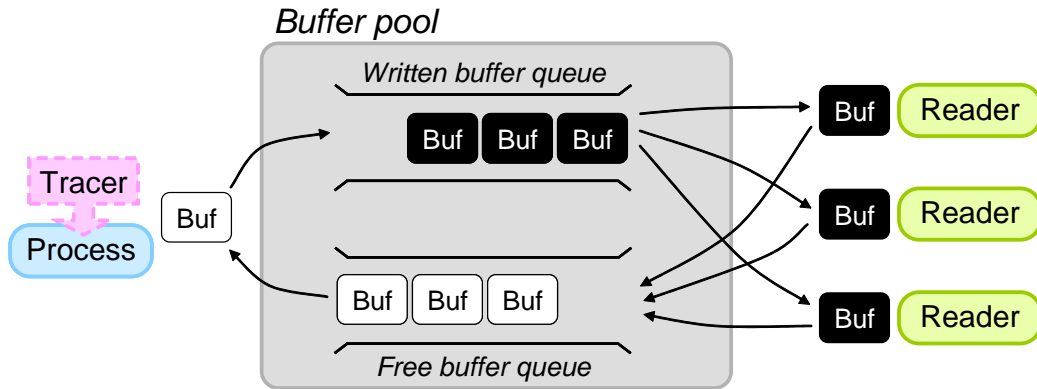 Buffer pool
Written buffer queue
Buf Buf Buf
Buf Reader
Tracer
Process
Buf
Buf Reader
Buf Buf Buf
Buf Reader
Free buffer queue